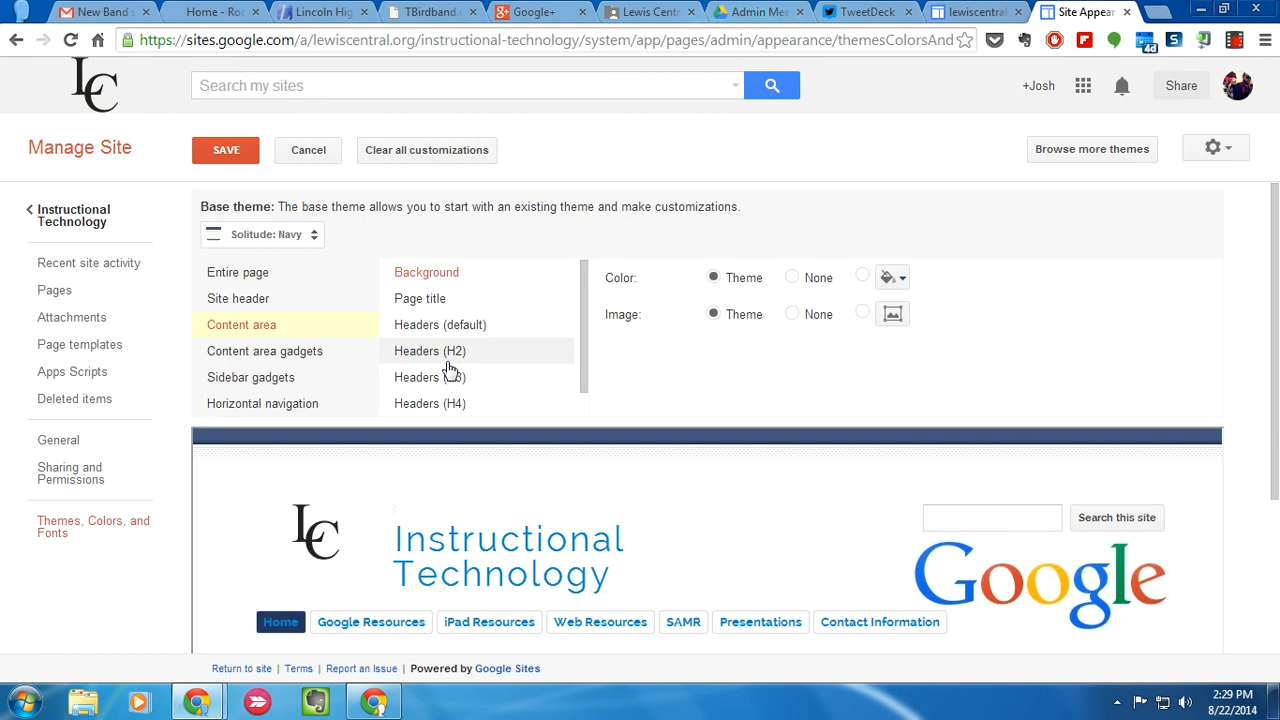 New Band s
Home - Roc
Lincoln Hig
TBirdband.c
Google+
Lewis Centr
Admin Mee
TweetDeck
lewiscentral
Site Appear
https://sites.google.com/a/lewiscentral.org/instructional-technology/system/app/pages/admin/appearance/themesColorsAnd
LC
Search my sites
+Josh
Share
Manage Site
SAVE
Cancel
Clear all customizations
Browse more themes
Instructional
Technology
Recent site activity
Pages
Attachments
Page templates
Apps Scripts
Deleted items
General
Sharing and
Permissions
Themes, Colors, and
Fonts
Base theme: The base theme allows you to start with an existing theme and make customizations.
Solitude: Navy
Entire page
Site header
Content area
Content area gadgets
Sidebar gadgets
Horizontal navigation
Background
Page title
Headers (default)
Headers (H2)
Headers (3)
Headers (H4)
Color: Theme None
Image: Theme None
LC
Instructional
Technology
Search this site
Google
Home Google Resources iPad Resources Web Resources SAMR Presentations Contact Information
Return to site | Terms | Report an Issue | Powered by Google Sites
2:29 PM
8/22/2014